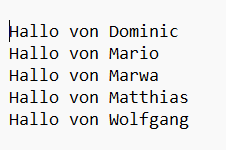 Hallo von Dominic
Hallo von Mario
Hallo von Marwa
Hallo von Matthias
Hallo von Wolfgang